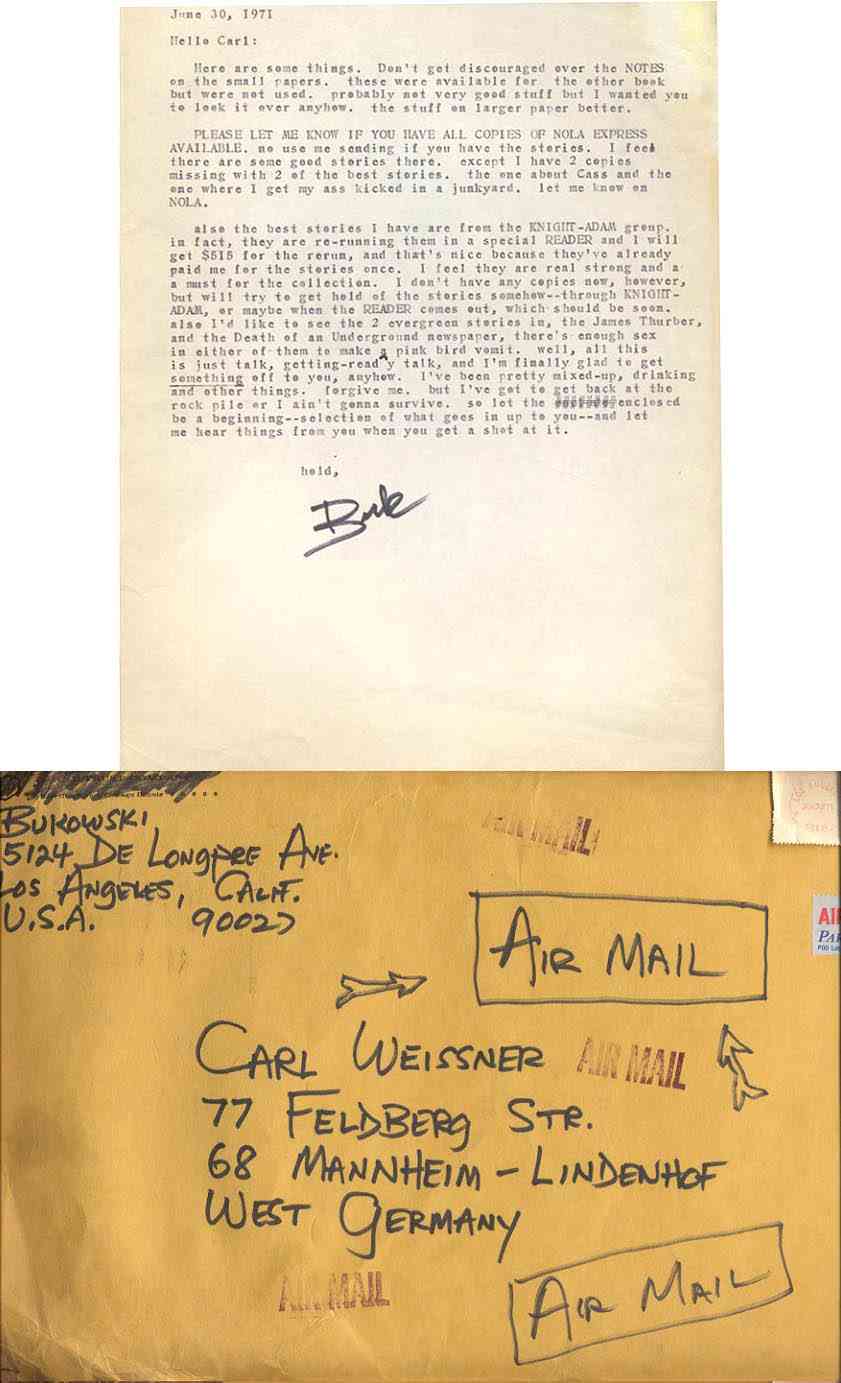 June 30, 1971
Hello Carl:
Here are some things. Don't get discouraged over the NOTES
on the small papers. these were available for the other book
but were not used. probably not very good stuff but I wanted you
to look it over anyhow. the stuff on larger paper better.
PLEASE LET ME KNOW IF YOU HAVE ALL COPIES OF NOLA EXPRESS
AVAILABLE. no use me sending if you have the stories. I feel
there are some good stories there. except I have 2 copies
missing with 2 of the best stories. the one about Cass and the
one where I get my ass kicked in a junkyard. let me know on
NOLA.
also the best stories I have are from the KNIGHT-ADAM group.
in fact, they are re-running them in a special READER and I will
get $515 for the rerun, and that's nice because they've already
paid me for the stories once. I feel they are real strong and a
a must for the collection. I don't have any copies now, however,
but will try to get hold of the stories somehow--through KNIGHT-
ADAM, or maybe when the READER comes out, which should be soon.
also I'd like to see the 2 evergreen stories in, the James Thurber,
and the Death of an Underground newspaper, there's enough sex
in either of them to make a pink bird vomit. well, all this
is just talk, getting-ready talk, and I'm finally glad to get
something off to you, anyhow. I've been pretty mixed-up, drinking
and other things. forgive me. but I've got to get back at the
rock pile or I ain't gonna survive. so let the enclosed
be a beginning--selection of what goes in up to you--and let
me hear things from you when you get a shot at it.
hold,
Buk
BUKOWSKI
5124 DE LONGPRE AVE.
LOS ANGELES, CALIF.
U.S.A. 90027
AIR MAIL
AIR MAIL
AIR
PAR
CARL WEISSNER
AIR MAIL
77 FELDBERG STR.
68 MANNHEIM - LINDENHOF
WEST GERMANY
AIR MAIL
AIR MAIL